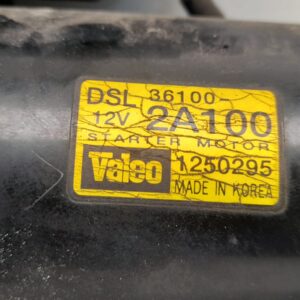 DSL 36100-
12V 2A100
STARTER MOTOR
Valeo 1250295
MADE IN KOREA